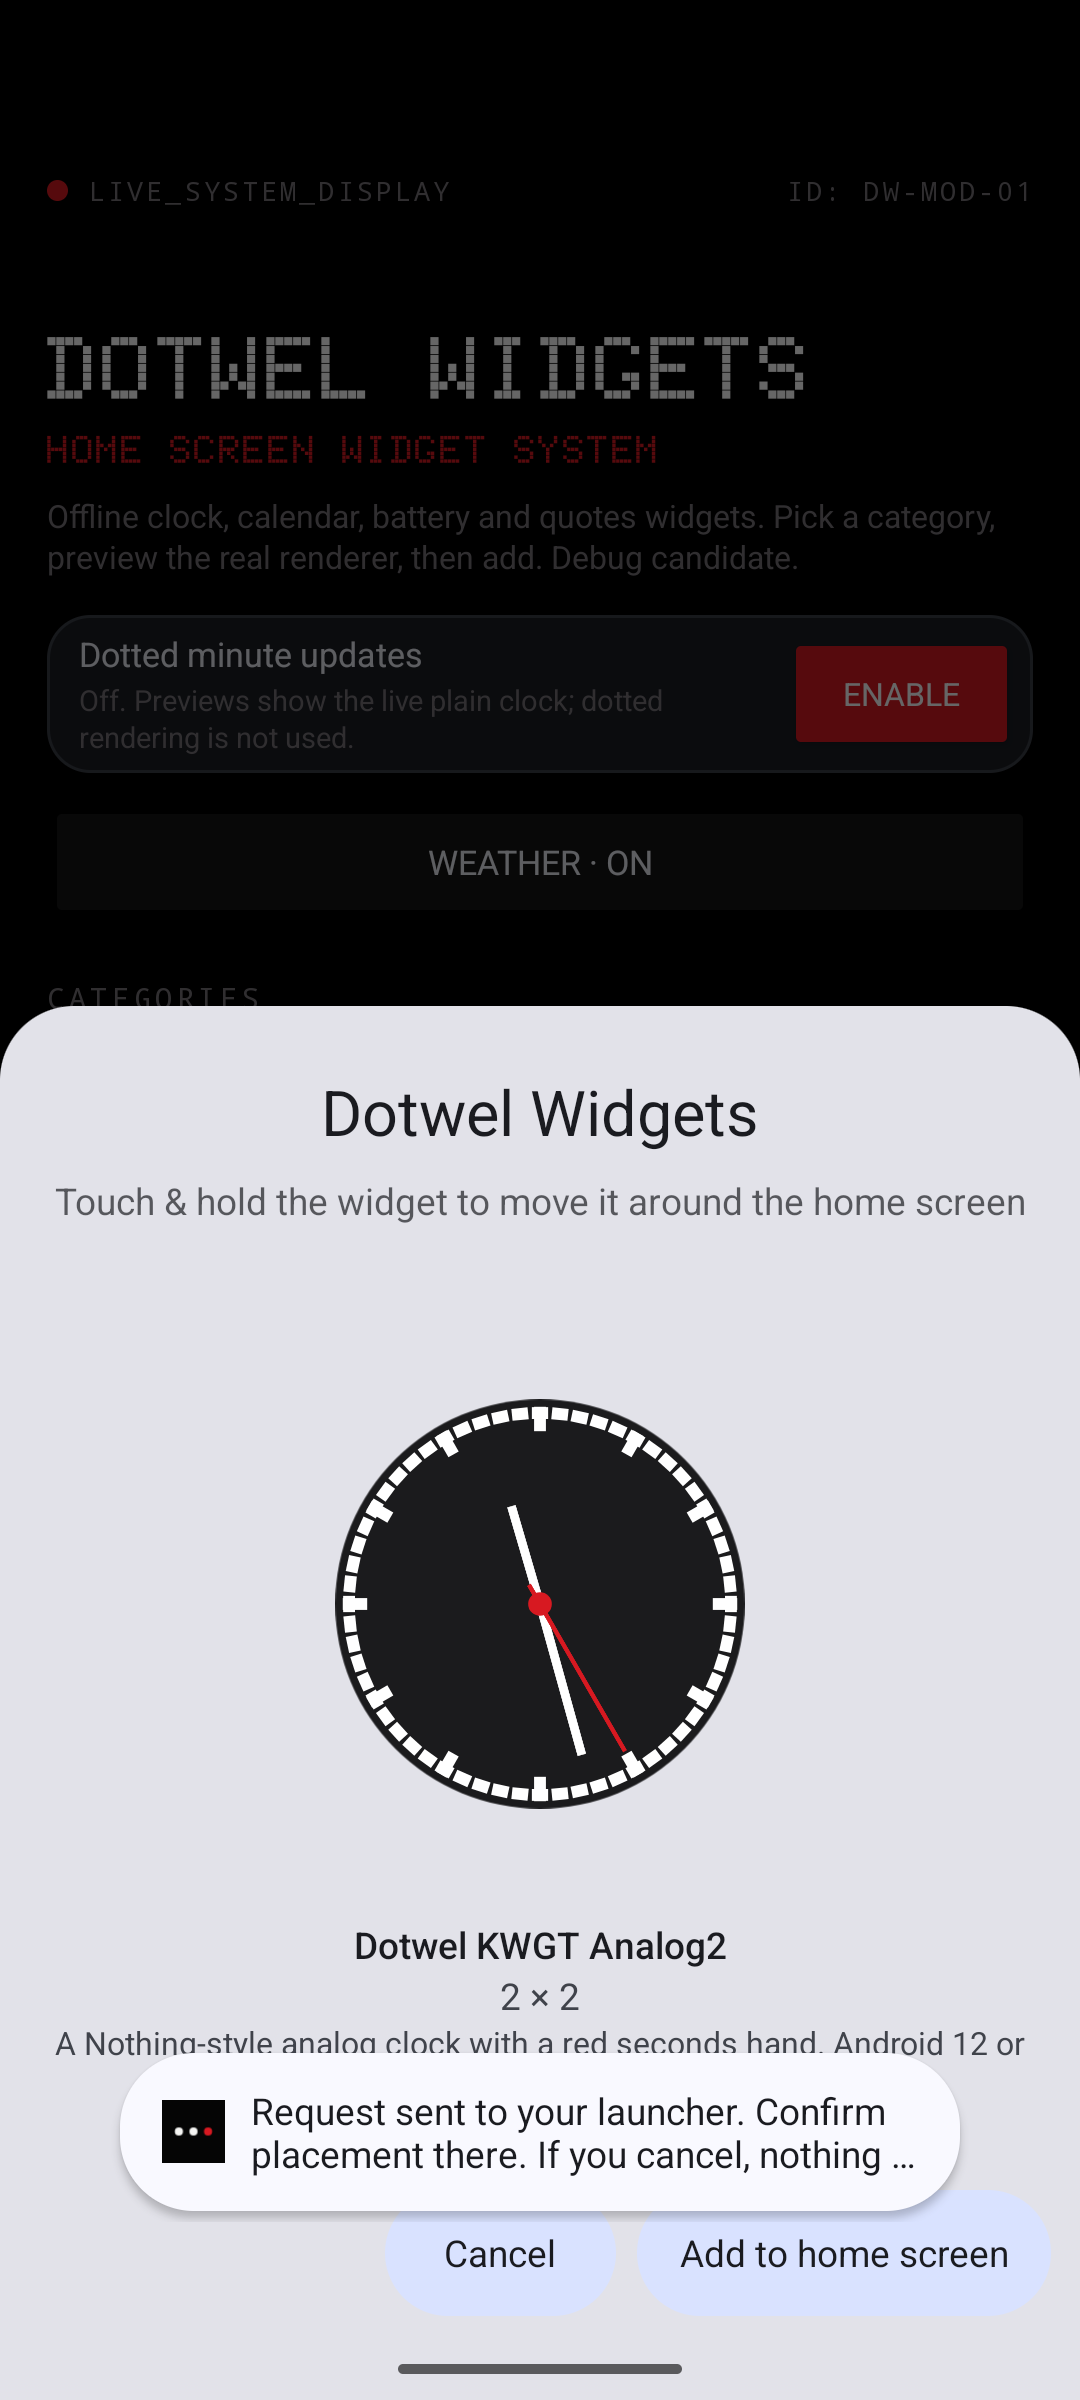 LIVE_SYSTEM_DISPLAY
ID: DW-MOD-01
DOTWEL WIDGETS
HOME SCREEN WIDGET SYSTEM
Offline clock, calendar, battery and quotes widgets. Pick a category,
preview the real renderer, then add. Debug candidate.
Dotted minute updates
Off. Previews show the live plain clock; dotted
rendering is not used.
ENABLE
WEATHER · ON
CATEGORIES
Dotwel Widgets
Touch & hold the widget to move it around the home screen
Dotwel KWGT Analog2
2 × 2
A Nothing-style analog clock with a red seconds hand. Android 12 or
Request sent to your launcher. Confirm
placement there. If you cancel, nothing ...
Cancel
Add to home screen